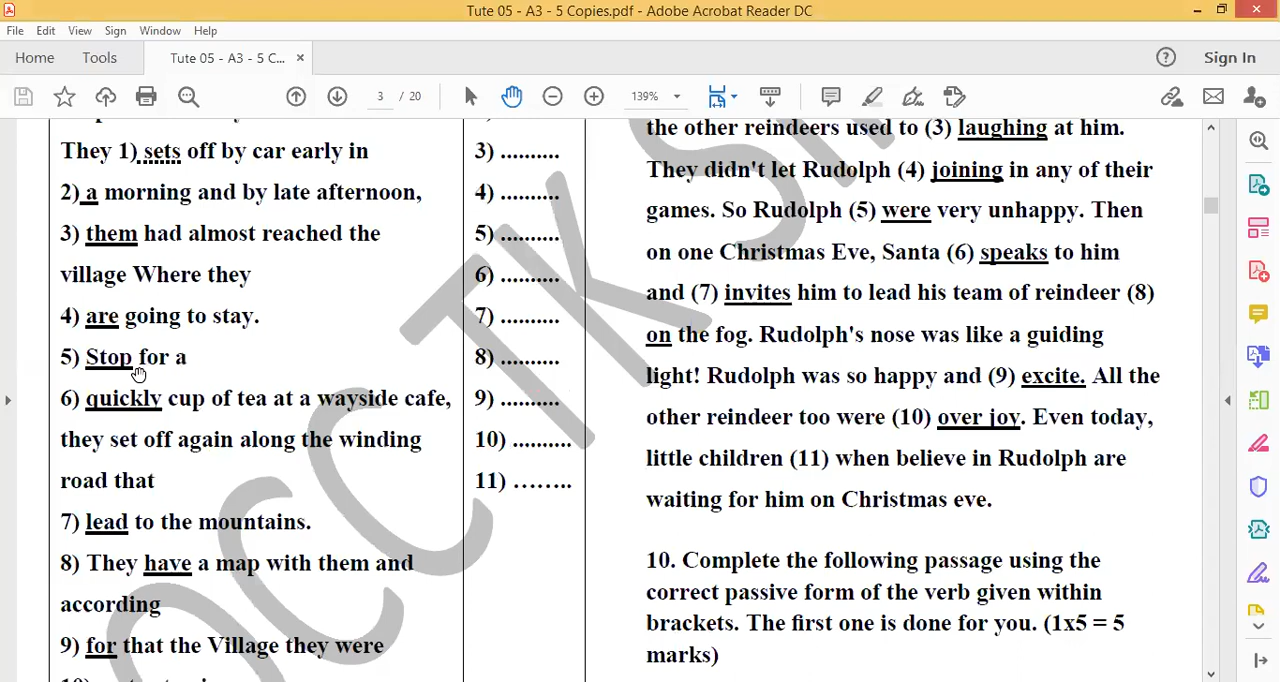 Tute 05 - A3 - 5 Copies.pdf - Adobe Acrobat Reader DC
File Edit View Sign Window Help
Home Tools Tute 05 - A3 - 5 C... × Sign In
3 / 20 139%
They 1) sets off by car early in
2) a morning and by late afternoon,
3) them had almost reached the
village Where they
4) are going to stay.
5) Stop for a
6) quickly cup of tea at a wayside cafe,
they set off again along the winding
road that
7) lead to the mountains.
8) They have a map with them and
according
9) for that the Village they were
3) ..........
4) ..........
5) ..........
6) ..........
7) ..........
8) ..........
9) ..........
10) ..........
11) ……..
the other reindeers used to (3) laughing at him.
They didn't let Rudolph (4) joining in any of their
games. So Rudolph (5) were very unhappy. Then
on one Christmas Eve, Santa (6) speaks to him
and (7) invites him to lead his team of reindeer (8)
on the fog. Rudolph's nose was like a guiding
light! Rudolph was so happy and (9) excite. All the
other reindeer too were (10) over joy. Even today,
little children (11) when believe in Rudolph are
waiting for him on Christmas eve.
10. Complete the following passage using the
correct passive form of the verb given within
brackets. The first one is done for you. (1x5 = 5
marks)